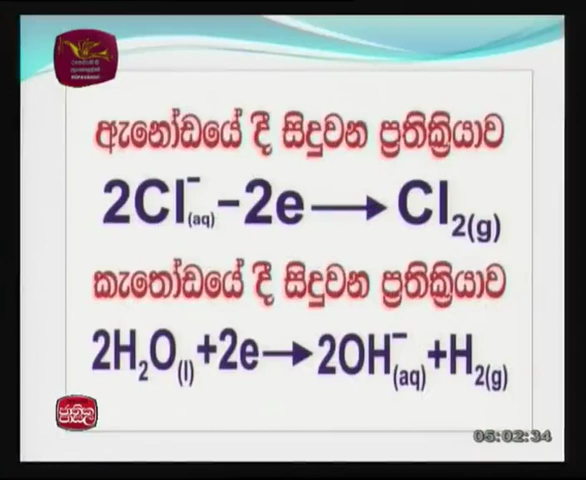 ඇනෝඩයේ දී සිදුවන ප්‍රතික්‍රියාව
2Cl⁻(aq) –2e ⟶ Cl₂(g)
කැතෝඩයේ දී සිදුවන ප්‍රතික්‍රියාව
2H₂O(l) +2e ⟶ 2OH⁻(aq) +H₂(g)
ජාතික
05:02:34